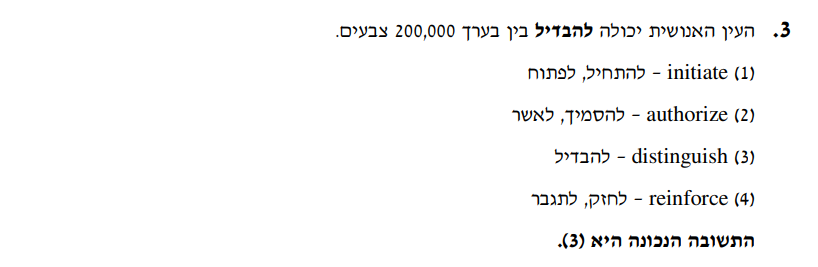 3. העין האנושית יכולה להבדיל בין בערך 200,000 צבעים.
(1) initiate – להתחיל, לפתוח
(2) authorize – להסמיך, לאשר
(3) distinguish – להבדיל
(4) reinforce – לחזק, לתגבר
התשובה הנכונה היא (3).